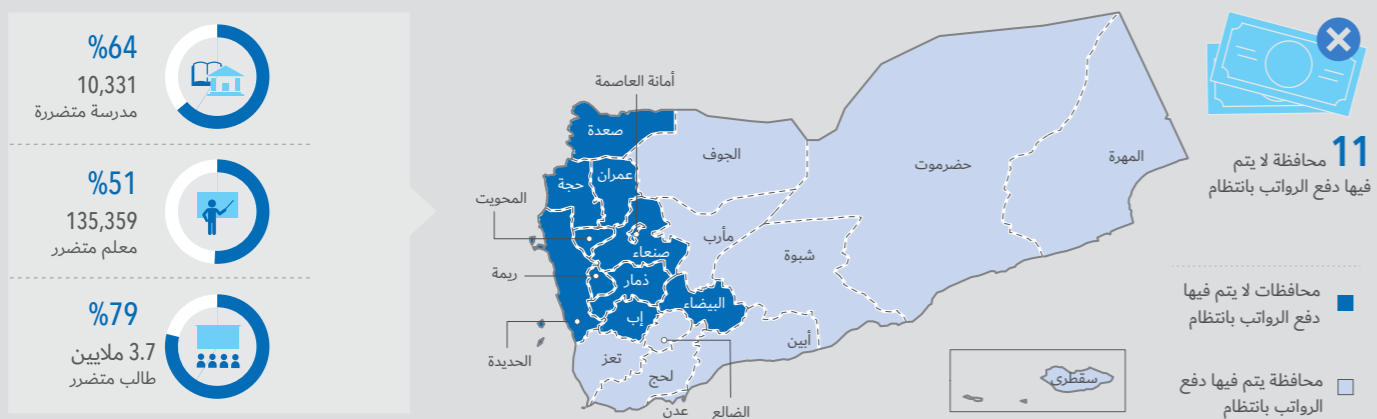 11 محافظة لا يتم
فيها دفع الرواتب بانتظام
محافظات لا يتم فيها
دفع الرواتب بانتظام
محافظة يتم فيها دفع
الرواتب بانتظام
أمانة العاصمة
صعدة
الجوف
حضرموت
المهرة
عمران
حجة
المحويت
مأرب
صنعاء
شبوة
ريمة
ذمار
البيضاء
إب
أبين
الحديدة
تعز
لحج
سقطرى
عدن
الضالع
%64
10,331
مدرسة متضررة
%51
135,359
معلم متضرر
%79
3.7 ملايين
طالب متضرر